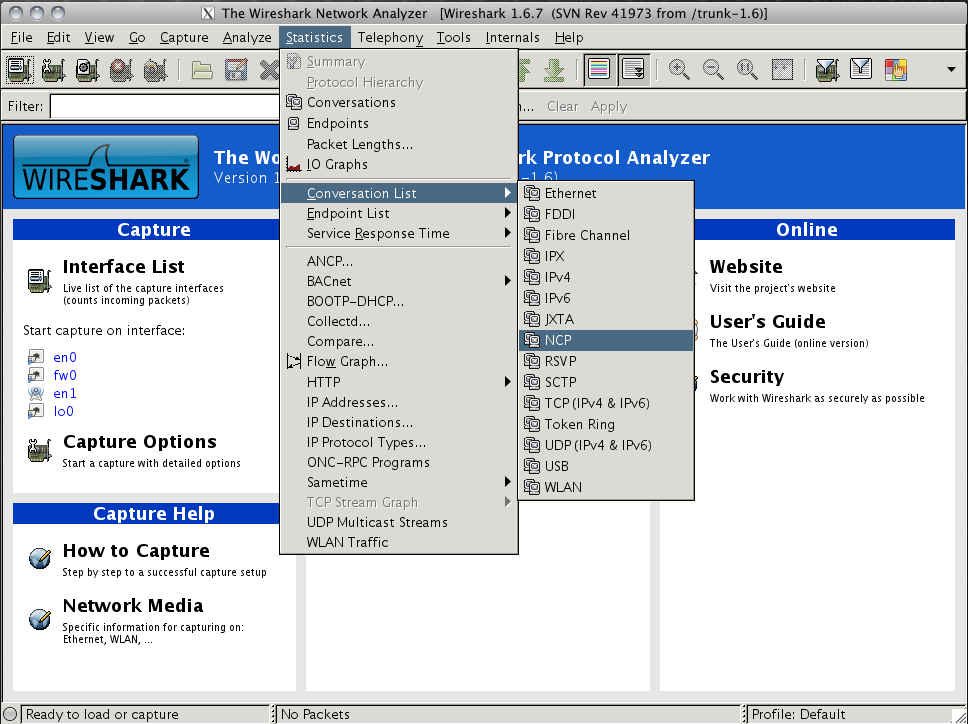 The Wireshark Network Analyzer [Wireshark 1.6.7 (SVN Rev 41973 from /trunk-1.6)]
File Edit View Go Capture Analyze Statistics Telephony Tools Internals Help
Filter:
... Clear Apply
WIRESHARK
The Wo
rk Protocol Analyzer
Version 1
-1.6)
Summary
Protocol Hierarchy
Conversations
Endpoints
Packet Lengths...
IO Graphs
Conversation List
Endpoint List
Service Response Time
ANCP...
BACnet
BOOTP-DHCP...
Collectd...
Compare...
Flow Graph...
HTTP
IP Addresses...
IP Destinations...
IP Protocol Types...
ONC-RPC Programs
Sametime
TCP Stream Graph
UDP Multicast Streams
WLAN Traffic
Ethernet
FDDI
Fibre Channel
IPX
IPv4
IPv6
JXTA
NCP
RSVP
SCTP
TCP (IPv4 & IPv6)
Token Ring
UDP (IPv4 & IPv6)
USB
WLAN
Capture
Interface List
Live list of the capture interfaces
(counts incoming packets)
Start capture on interface:
en0
fw0
en1
lo0
Capture Options
Start a capture with detailed options
Capture Help
How to Capture
Step by step to a successful capture setup
Network Media
Specific information for capturing on:
Ethernet, WLAN, ...
Online
Website
Visit the project's website
User's Guide
The User's Guide (online version)
Security
Work with Wireshark as securely as possible
Ready to load or capture
No Packets
Profile: Default